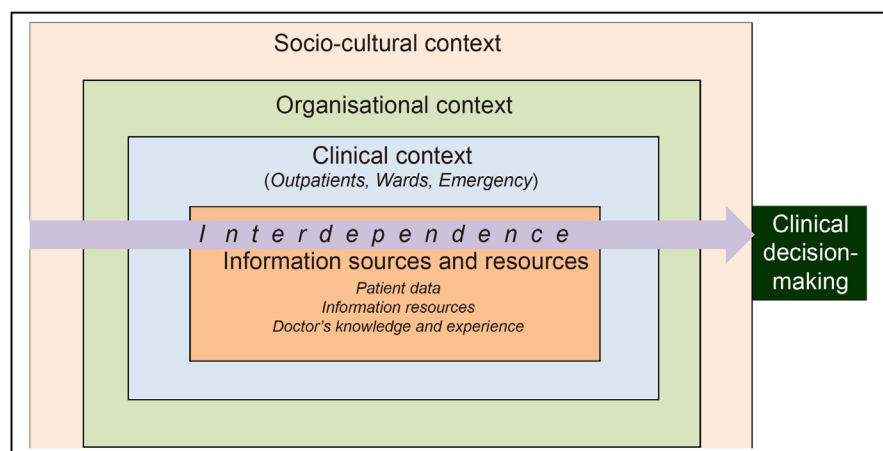 Socio-cultural context
Organisational context
Clinical context
(Outpatients, Wards, Emergency)
Interdependence
Information sources and resources
Patient data
Information resources
Doctor's knowledge and experience
Clinical
decision-
making